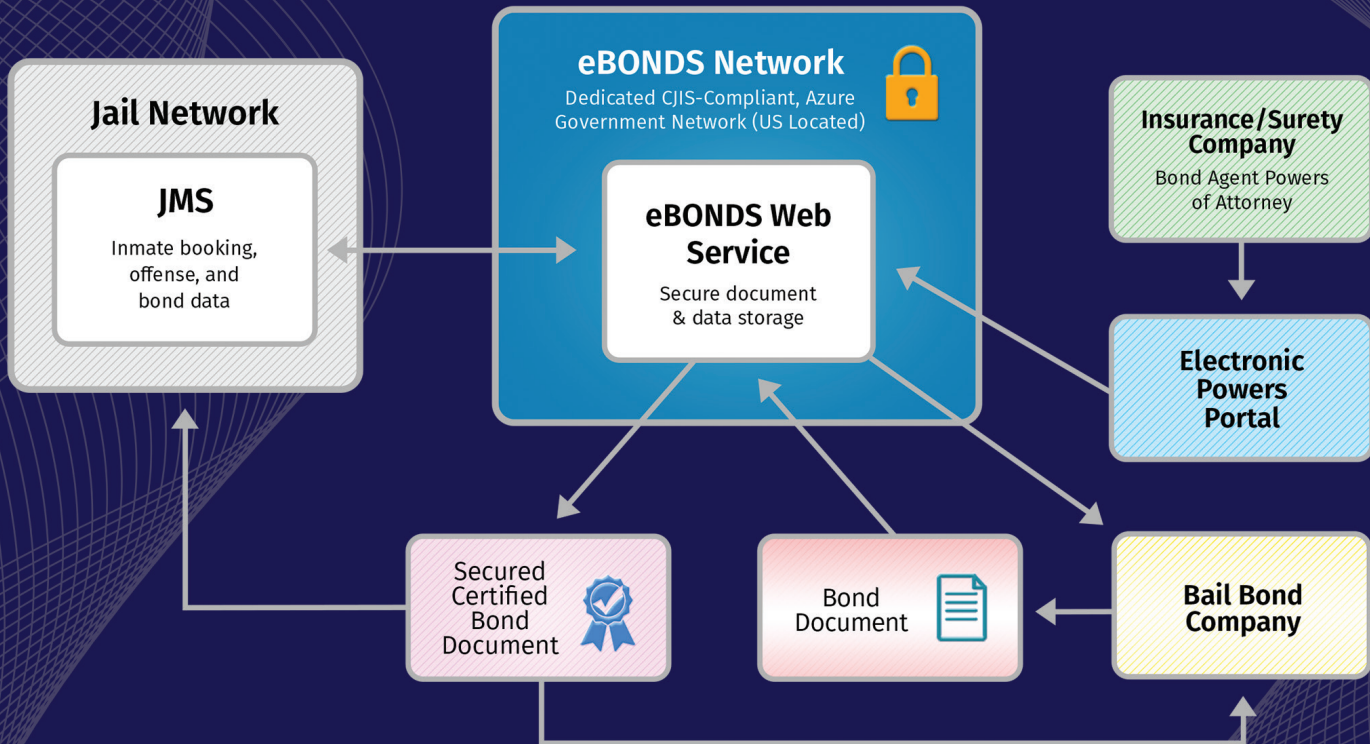 Jail Network
JMS
Inmate booking,
offense, and
bond data
eBONDS Network
Dedicated CJIS-Compliant, Azure
Government Network (US Located)
eBONDS Web
Service
Secure document
& data storage
Insurance/Surety
Company
Bond Agent Powers
of Attorney
Electronic
Powers
Portal
Secured
Certified
Bond
Document
Bond
Document
Bail Bond
Company